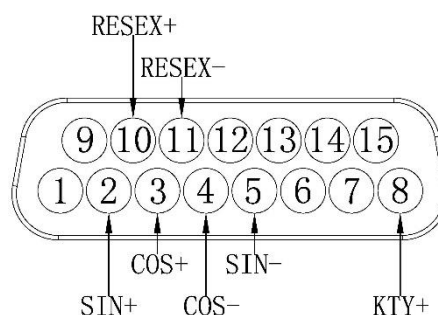 RESEX+
RESEX-
9 10 11 12 13 14 15
1 2 3 4 5 6 7 8
COS+ SIN-
SIN+ COS- KTY+